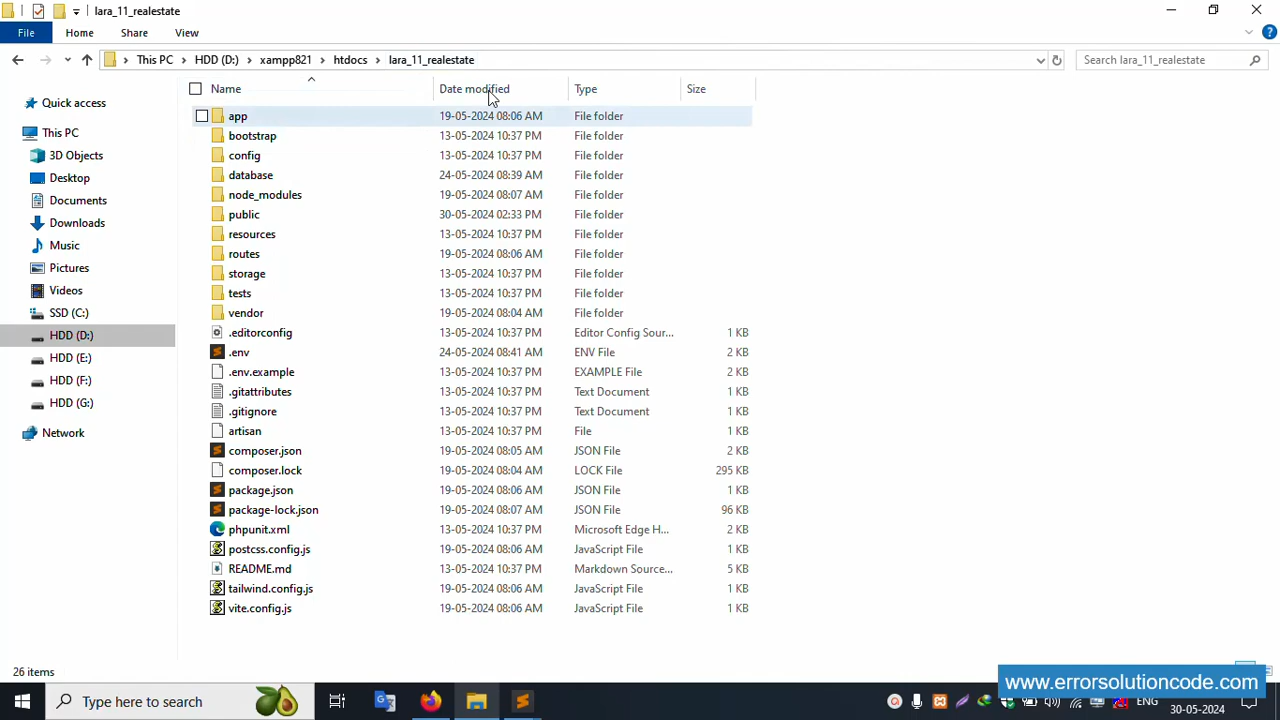 lara_11_realestate
File Home Share View
This PC HDD (D:) xampp821 htdocs lara_11_realestate Search lara_11_realestate
Name Date modified Type Size
Quick access
This PC
3D Objects
Desktop
Documents
Downloads
Music
Pictures
Videos
SSD (C:)
HDD (D:)
HDD (E:)
HDD (F:)
HDD (G:)
Network
app 19-05-2024 08:06 AM File folder
bootstrap 13-05-2024 10:37 PM File folder
config 13-05-2024 10:37 PM File folder
database 24-05-2024 08:39 AM File folder
node_modules 19-05-2024 08:07 AM File folder
public 30-05-2024 02:33 PM File folder
resources 13-05-2024 10:37 PM File folder
routes 19-05-2024 08:06 AM File folder
storage 13-05-2024 10:37 PM File folder
tests 13-05-2024 10:37 PM File folder
vendor 19-05-2024 08:04 AM File folder
.editorconfig 13-05-2024 10:37 PM Editor Config Sour... 1 KB
.env 24-05-2024 08:41 AM ENV File 2 KB
.env.example 13-05-2024 10:37 PM EXAMPLE File 2 KB
.gitattributes 13-05-2024 10:37 PM Text Document 1 KB
.gitignore 13-05-2024 10:37 PM Text Document 1 KB
artisan 13-05-2024 10:37 PM File 1 KB
composer.json 19-05-2024 08:05 AM JSON File 2 KB
composer.lock 19-05-2024 08:04 AM LOCK File 295 KB
package.json 19-05-2024 08:06 AM JSON File 1 KB
package-lock.json 19-05-2024 08:07 AM JSON File 96 KB
phpunit.xml 13-05-2024 10:37 PM Microsoft Edge H... 2 KB
postcss.config.js 19-05-2024 08:06 AM JavaScript File 1 KB
README.md 13-05-2024 10:37 PM Markdown Source... 5 KB
tailwind.config.js 19-05-2024 08:06 AM JavaScript File 1 KB
vite.config.js 19-05-2024 08:06 AM JavaScript File 1 KB
26 items
www.errorsolutioncode.com
Type here to search
ENG
30-05-2024